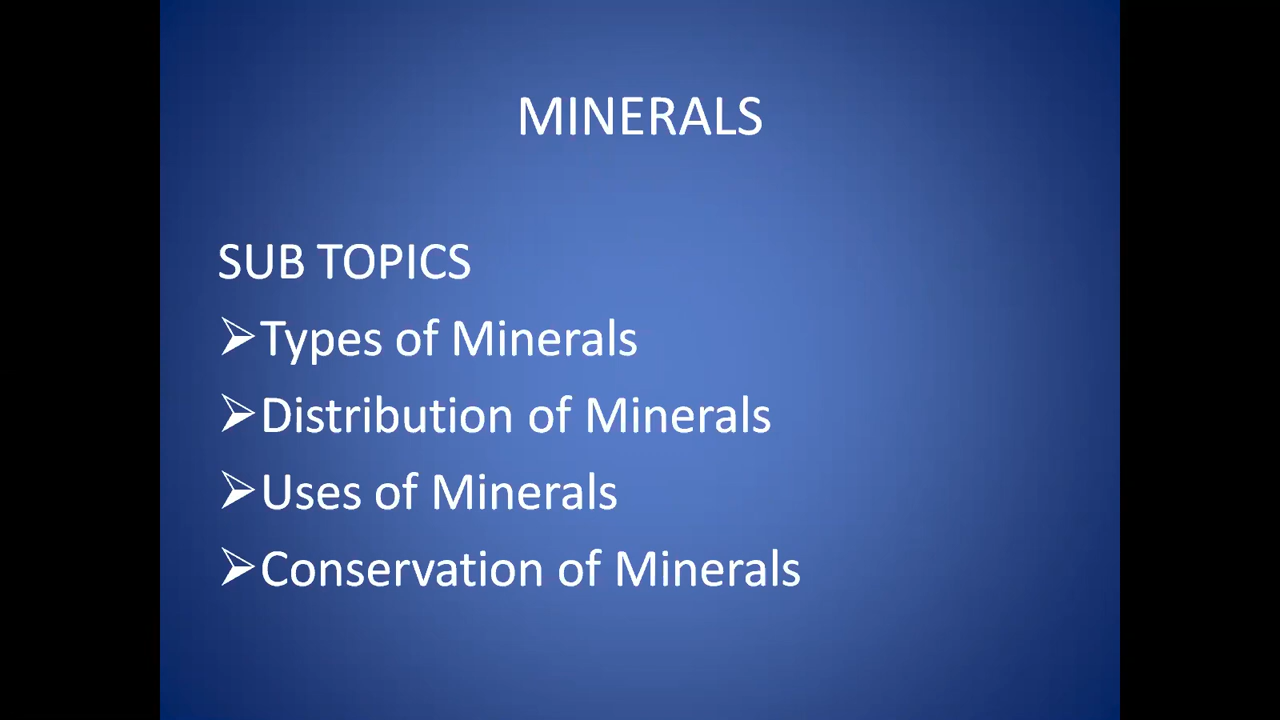 MINERALS
SUB TOPICS
➢Types of Minerals
➢Distribution of Minerals
➢Uses of Minerals
➢Conservation of Minerals